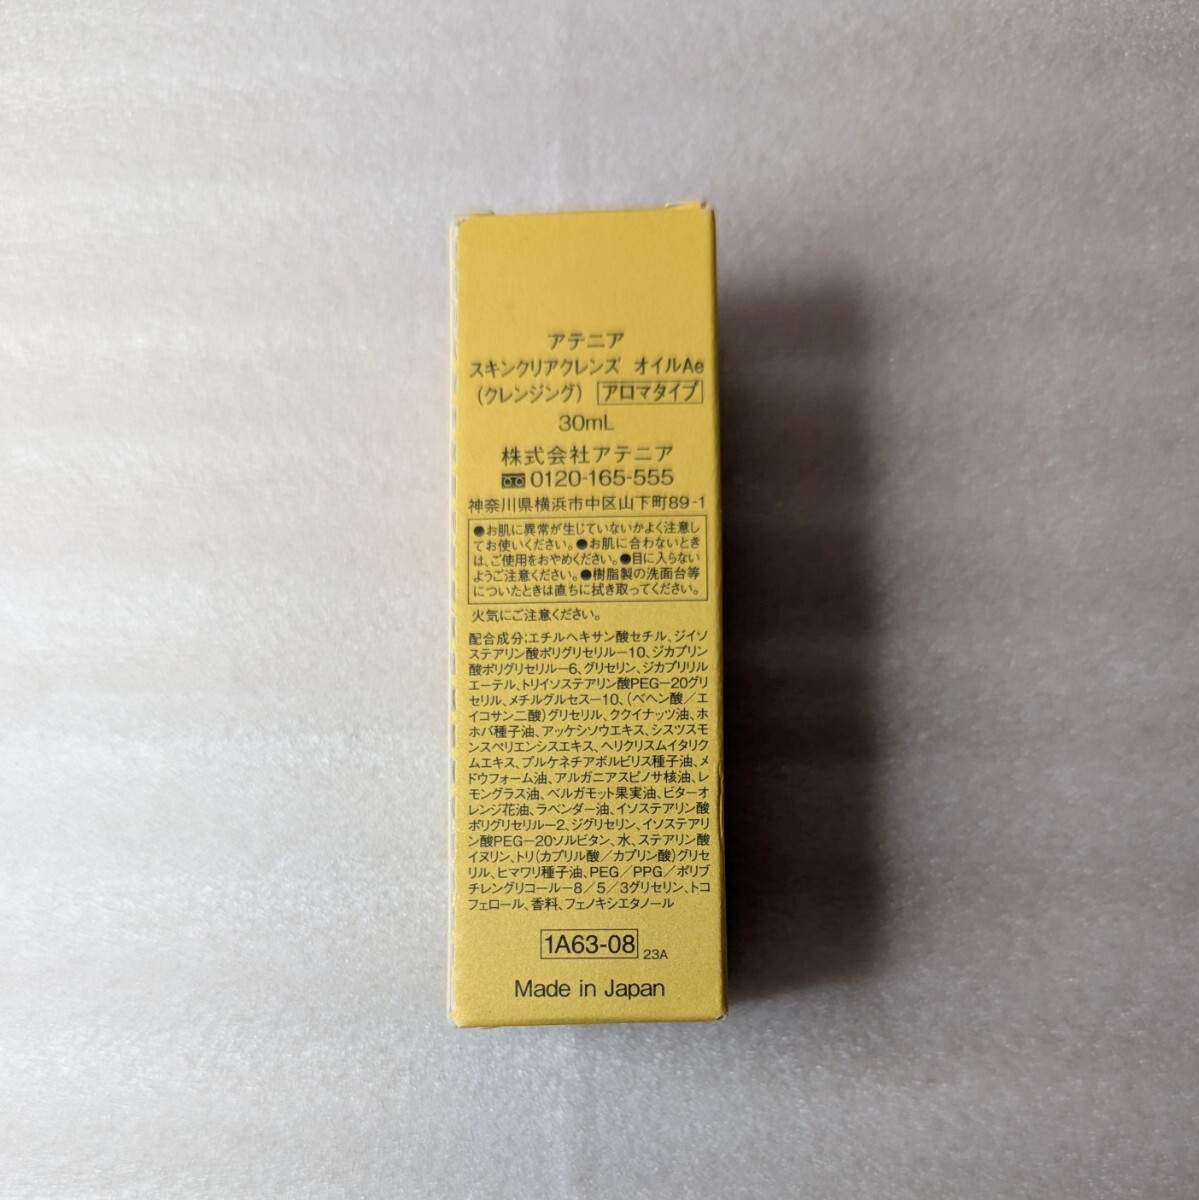 アテニア
スキンクリアクレンズ オイルAe
(クレンジング) アロマタイプ
30mL
株式会社アテニア
0120-165-555
神奈川県横浜市中区山下町89-1
●お肌に異常が生じていないかよく注意し
てお使いください。●お肌に合わないとき
は、ご使用をおやめください。●目に入らない
ようご注意ください。●樹脂製の洗面台等
についたときは直ちに拭き取ってください。
火気にご注意ください。
配合成分:エチルヘキサン酸セチル、ジイソ
ステアリン酸ポリグリセリル−10、ジカプリン
酸ポリグリセリル−6、グリセリン、ジカプリリル
エーテル、トリイソステアリン酸PEG−20グリ
セリル、メチルグルセス−10、(ベヘン酸/エ
イコサン二酸)グリセリル、ククイナッツ油、ホ
ホバ種子油、アッケシソウエキス、シスツスモ
ンスペリエンシスエキス、ヘリクリスムイタリク
ムエキス、プルケネチアボルビリス種子油、メ
ドウフォーム油、アルガニアスピノサ核油、レ
モングラス油、ベルガモット果実油、ビターオ
レンジ花油、ラベンダー油、イソステアリン酸
ポリグリセリル−2、ジグリセリン、イソステアリ
ン酸PEG−20ソルビタン、水、ステアリン酸
イヌリン、トリ(カプリル酸/カプリン酸)グリセ
リル、ヒマワリ種子油、PEG/PPG/ポリブ
チレングリコール−8/5/3グリセリン、トコ
フェロール、香料、フェノキシエタノール
1A63-08 23A
Made in Japan